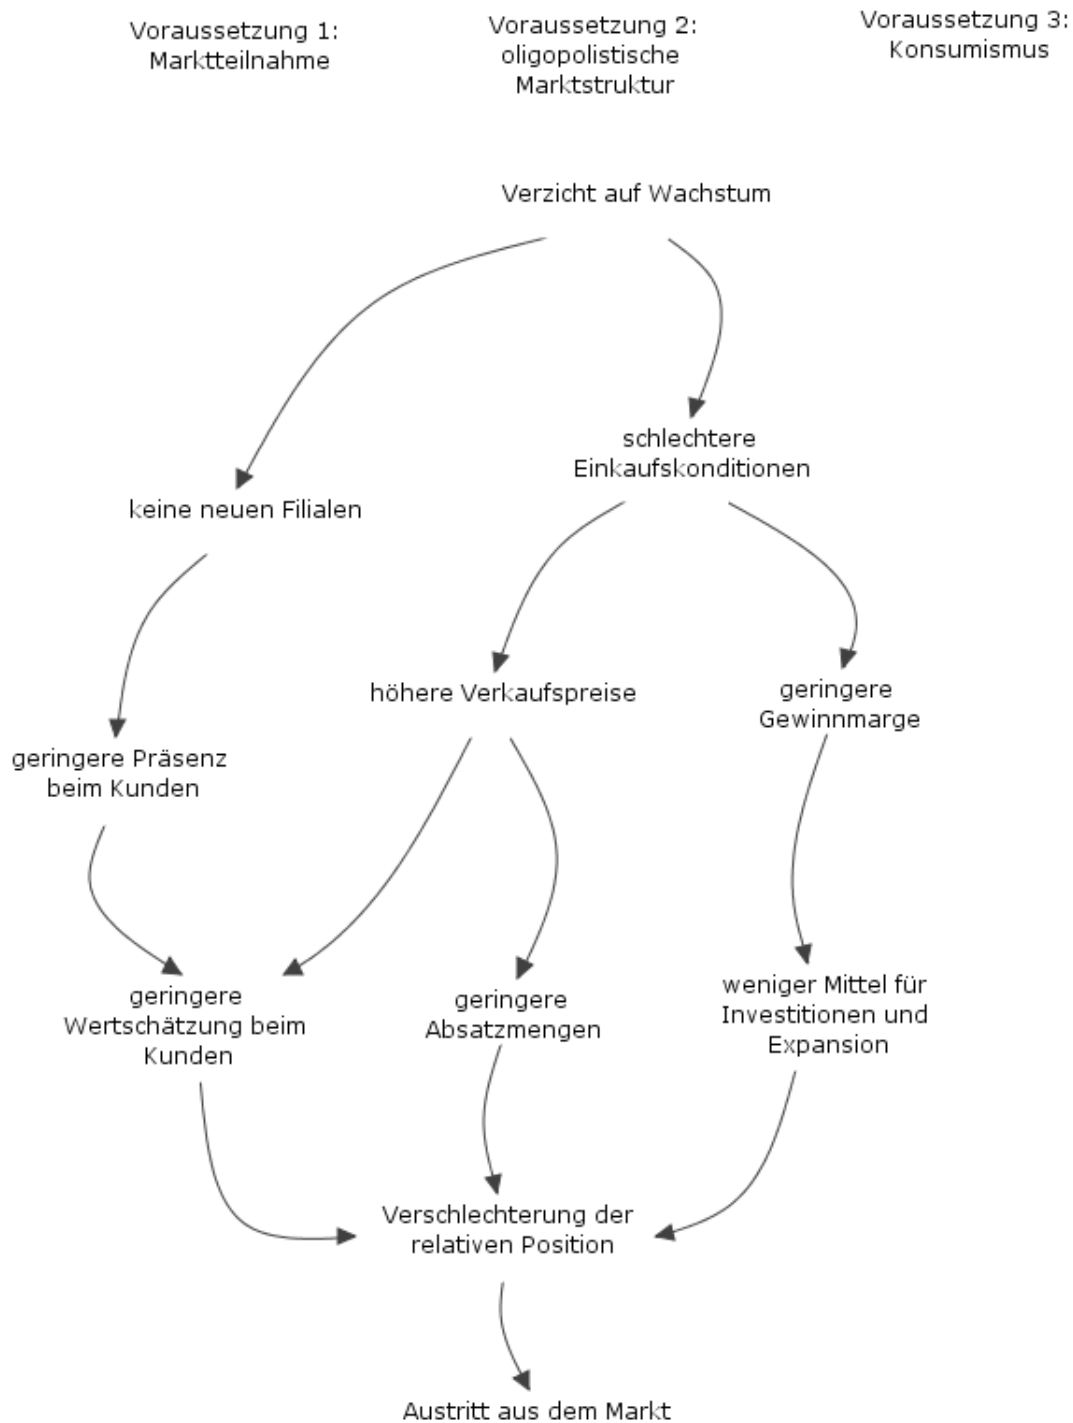 Voraussetzung 1:
Marktteilnahme
Voraussetzung 2:
oligopolistische
Marktstruktur
Voraussetzung 3:
Konsumismus
Verzicht auf Wachstum
schlechtere
Einkaufskonditionen
keine neuen Filialen
höhere Verkaufspreise
geringere
Gewinnmarge
geringere Präsenz
beim Kunden
geringere
Wertschätzung beim
Kunden
geringere
Absatzmengen
weniger Mittel für
Investitionen und
Expansion
Verschlechterung der
relativen Position
Austritt aus dem Markt